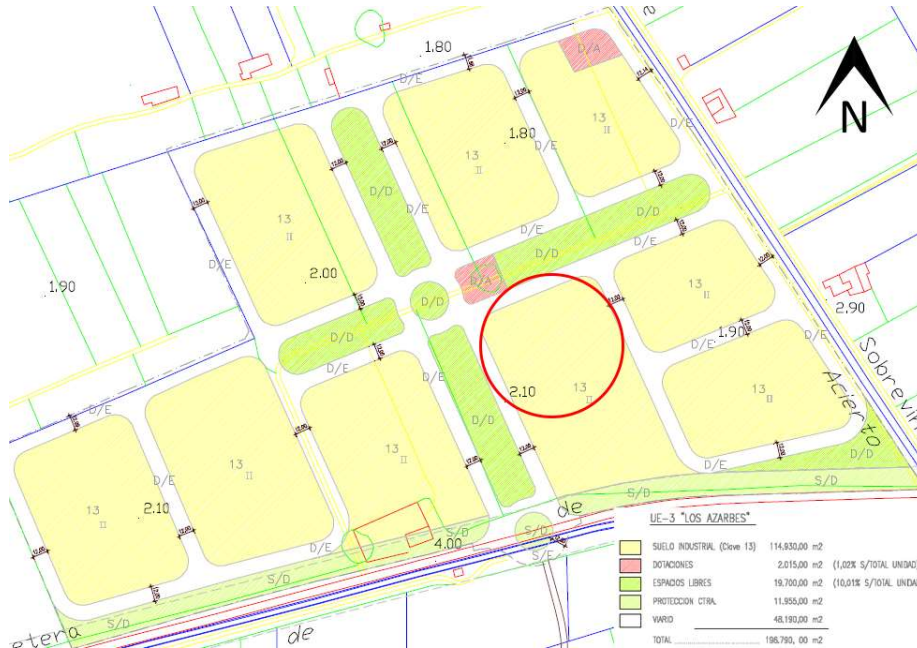 1.80
D/A
D/E
13
II
1.80
D/E
D/E
12,00
13
II
D/D
D/E
13
II
D/E
2.00
D/D
D/D
D/E
1.90
D/A
D/D
D/E
13
II
2.90
D/D
D/E
1.90
Sobrevin
D/E
D/E
2.10
13
II
13
II
Acierto
D/D
D/E
13
II
D/D
D/E
13
II
13
II
2.10
D/E
S/D
de
S/D
S/D
S/D
S/E
4.00
D/E
S/D
S/D
etera
de
N
UE-3 "LOS AZARBES"
SUELO INDUSTRIAL (Clave 13) 114.930,00 m2
DOTACIONES 2.015,00 m2 (1,02% S/TOTAL UNIDAD
ESPACIOS LIBRES 19.700,00 m2 (10,01% S/TOTAL UNIDA
PROTECCION CTRA. 11.955,00 m2
VIARIO 48.190,00 m2
TOTAL 196.790, 00 m2